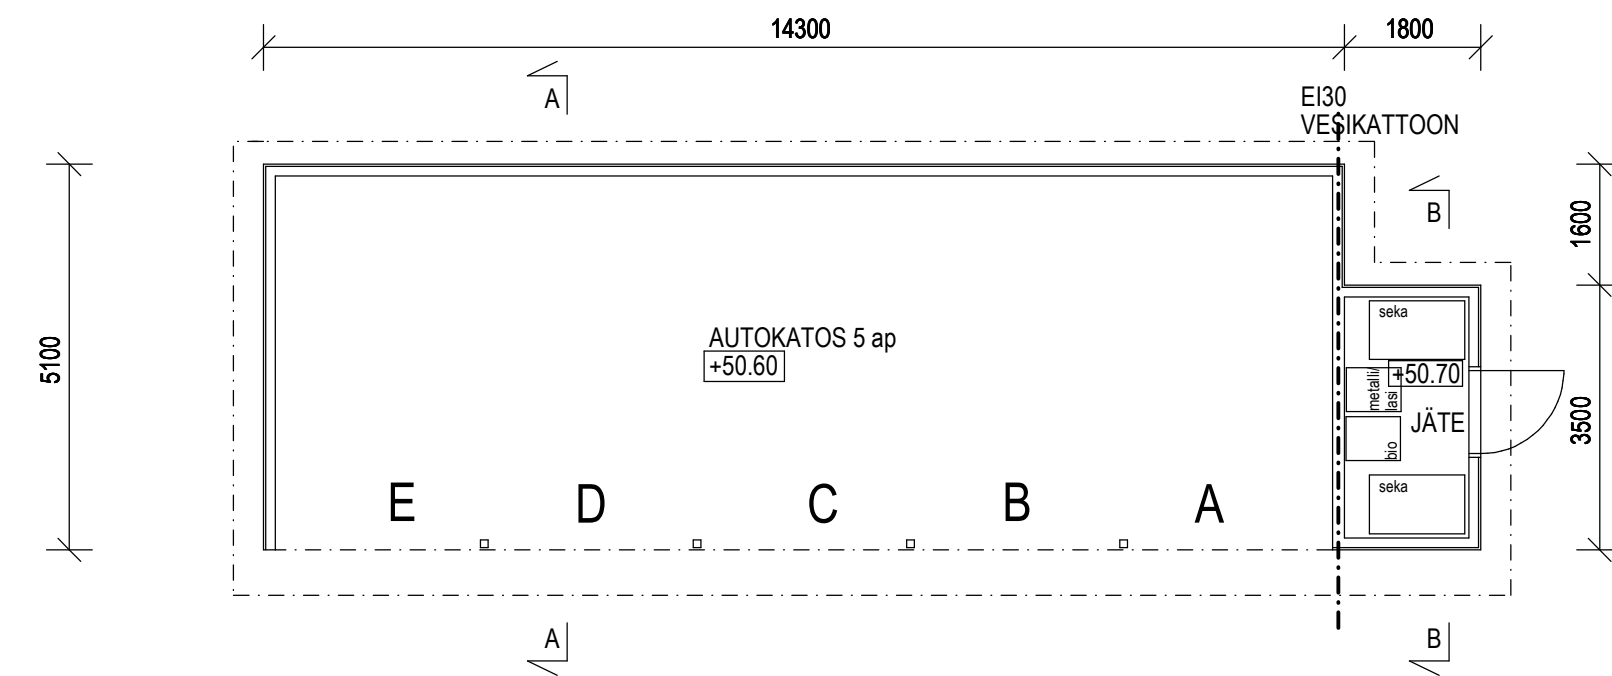 14300
1800
A
EI30
VESIKATTOON
B
1600
5100
AUTOKATOS 5 ap
+50.60
seka
+50.70
metalli/
lasi
JÄTE
bio
3500
seka
E
D
C
B
A
A
B